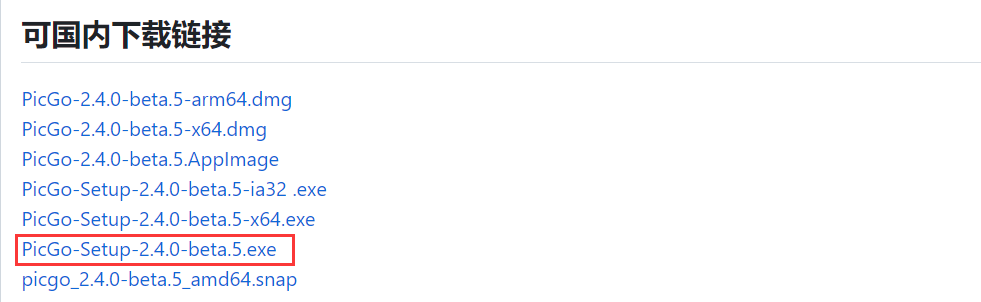 可国内下载链接
PicGo-2.4.0-beta.5-arm64.dmg
PicGo-2.4.0-beta.5-x64.dmg
PicGo-2.4.0-beta.5.AppImage
PicGo-Setup-2.4.0-beta.5-ia32 .exe
PicGo-Setup-2.4.0-beta.5-x64.exe
PicGo-Setup-2.4.0-beta.5.exe
picgo_2.4.0-beta.5_amd64.snap